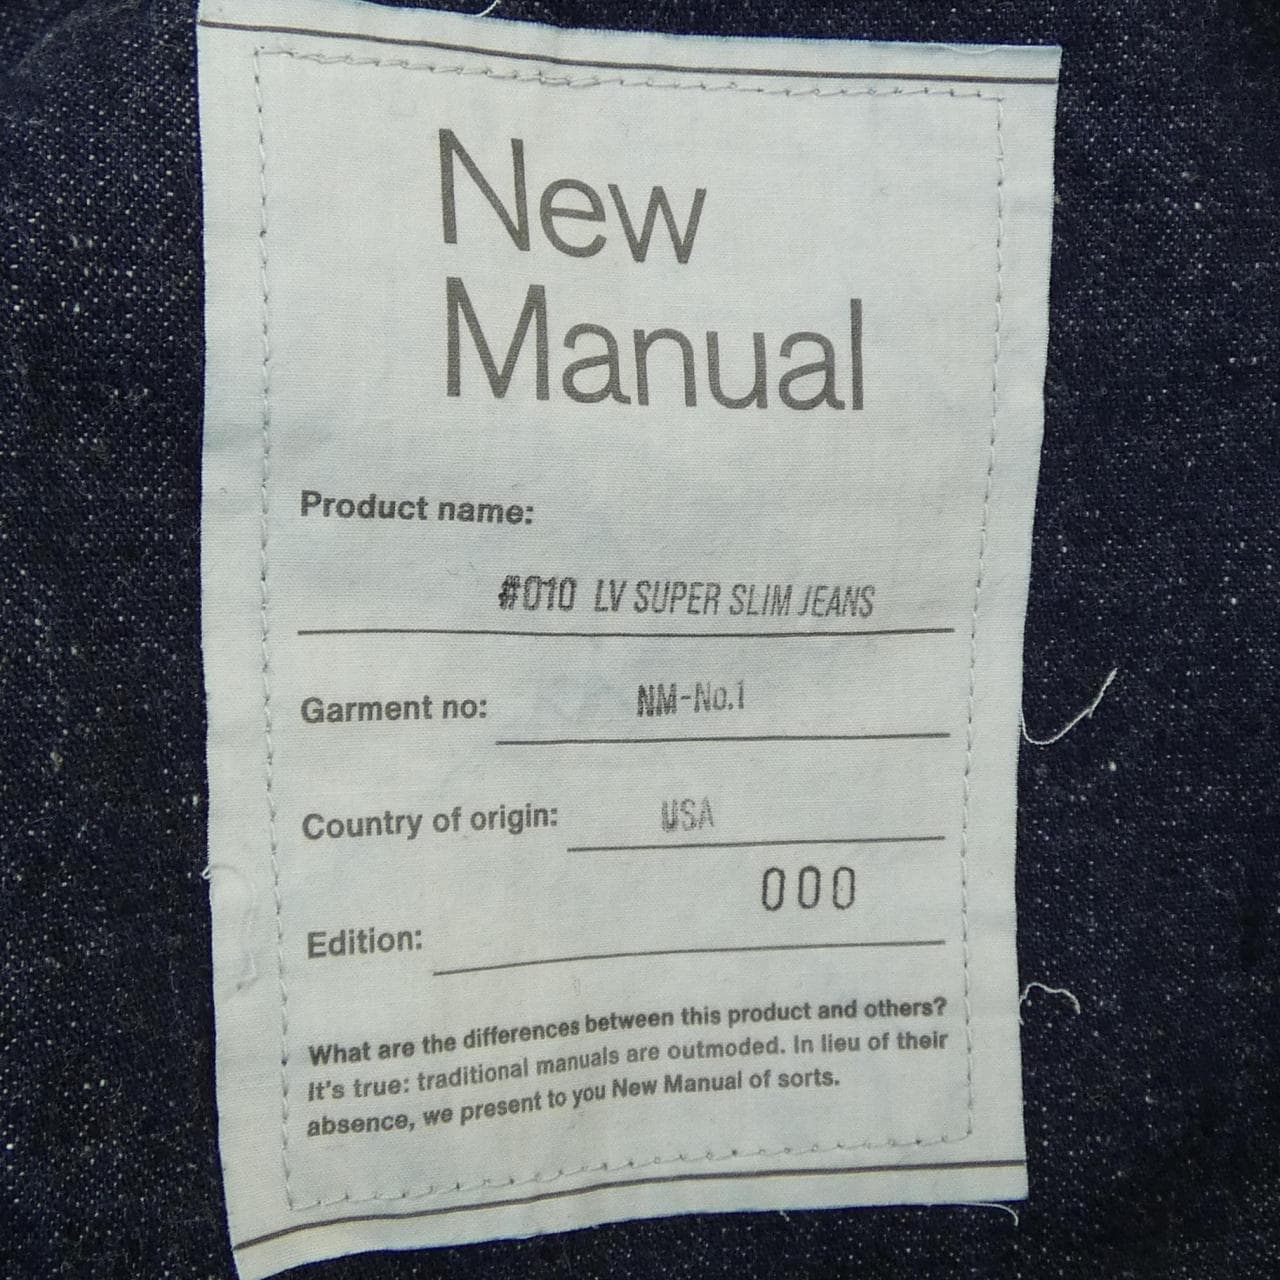 New
Manual
Product name:
#010 LV SUPER SLIM JEANS
Garment no: NM-No.1
Country of origin: USA
000
Edition:
What are the differences between this product and others?
It's true: traditional manuals are outmoded. In lieu of their
absence, we present to you New Manual of sorts.